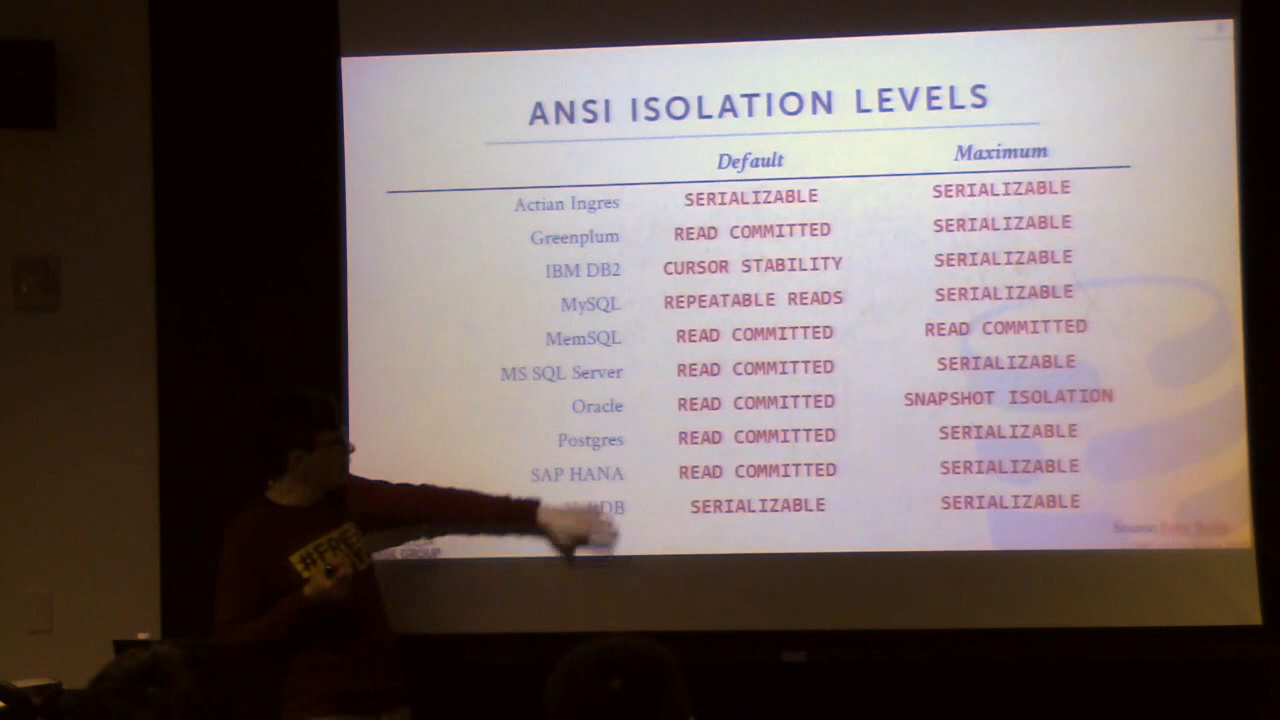 ANSI ISOLATION LEVELS
Default Maximum
Actian Ingres SERIALIZABLE SERIALIZABLE
Greenplum READ COMMITTED SERIALIZABLE
IBM DB2 CURSOR STABILITY SERIALIZABLE
MySQL REPEATABLE READS SERIALIZABLE
MemSQL READ COMMITTED READ COMMITTED
MS SQL Server READ COMMITTED SERIALIZABLE
Oracle READ COMMITTED SNAPSHOT ISOLATION
Postgres READ COMMITTED SERIALIZABLE
SAP HANA READ COMMITTED SERIALIZABLE
SERIALIZABLE SERIALIZABLE
Source:
GROUP